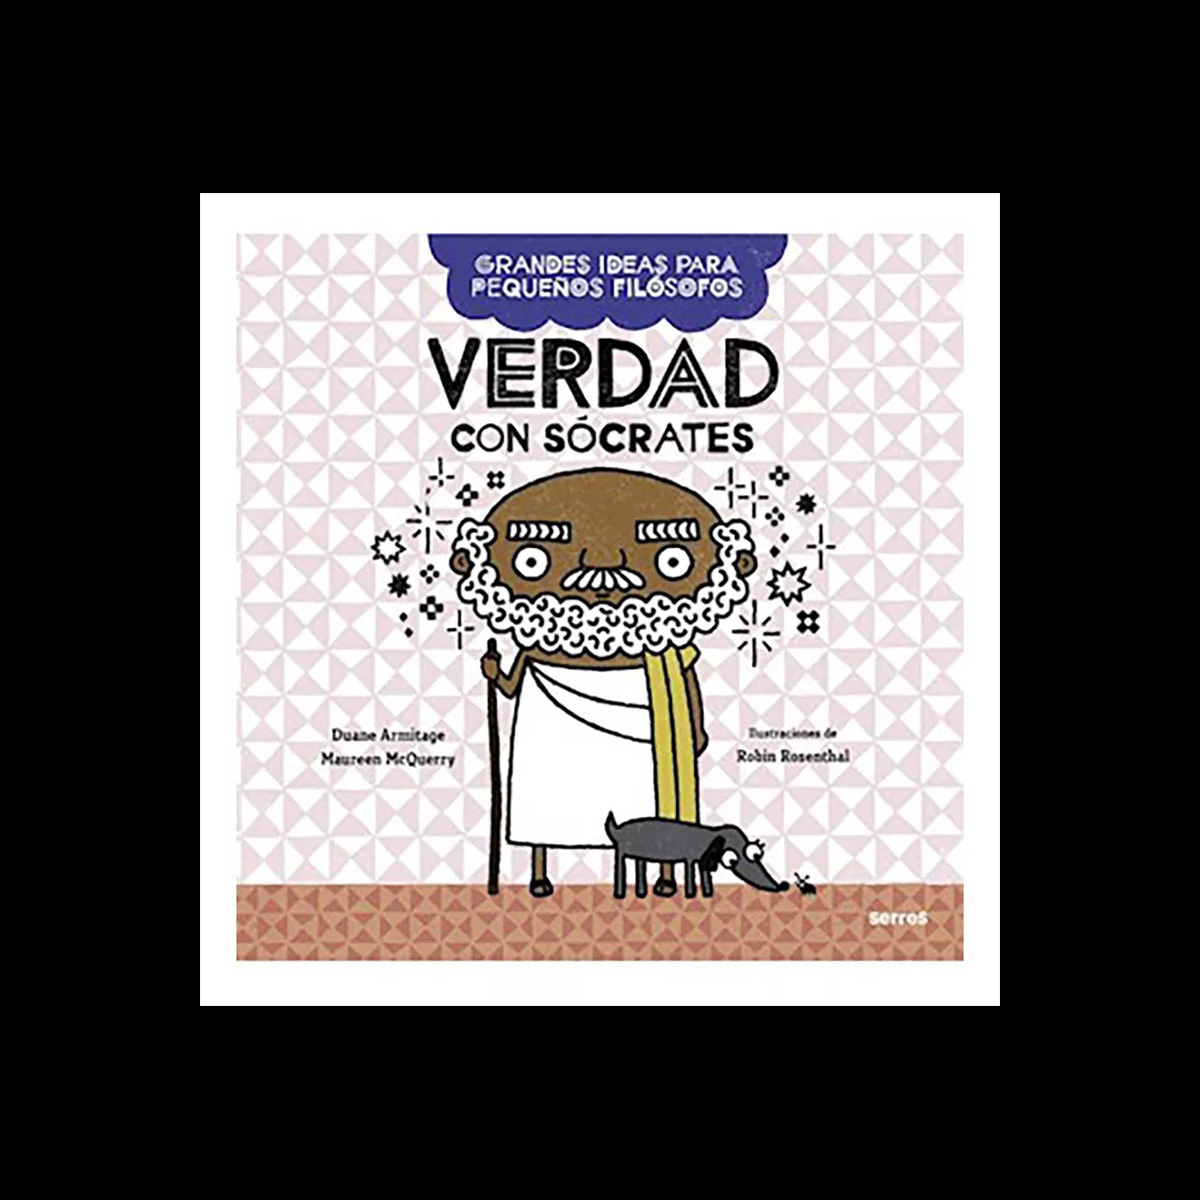 GRANDES IDEAS PARA
PEQUEÑOS FILÓSOFOS
VERDAD
CON SÓCRATES
Duane Armitage
Maureen McQuerry
Ilustraciones de
Robin Rosenthal
serres